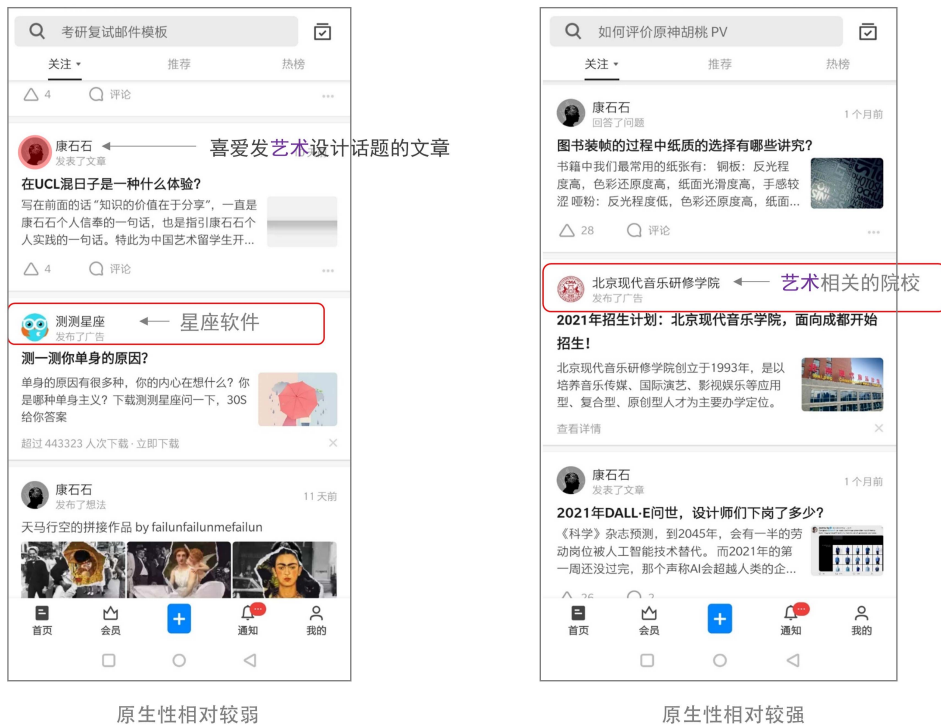 考研复试邮件模板
关注
推荐
热榜
4
评论
康石石
喜爱发艺术设计话题的文章
发表了文章
在UCL混日子是一种什么体验?
写在前面的话“知识的价值在于分享”，一直是
康石石个人信奉的一句话，也是指引康石石个
人实践的一句话。特此为中国艺术留学生开...
4
评论
测测星座
星座软件
发布了广告
测一测你单身的原因?
单身的原因有很多种，你的内心在想什么？你
是哪种单身主义？下载测测星座问一下，30S
给你答案
超过 443323 人次下载 · 立即下载
康石石
发布了想法
11 天前
天马行空的拼接作品 by failunfailunmefailun
首页
会员
通知
我的
原生性相对较弱
如何评价原神胡桃 PV
关注
推荐
热榜
康石石
回答了问题
1 个月前
图书装帧的过程中纸质的选择有哪些讲究?
书籍中我们最常用的纸张有： 铜板：反光程
度高，色彩还原度高，纸面光滑度高，手感较
涩 哑粉：反光程度低，色彩还原度高，纸面...
28
评论
北京现代音乐研修学院
艺术相关的院校
发布了广告
2021年招生计划：北京现代音乐学院，面向成都开始
招生！
北京现代音乐研修学院创立于1993年，是以
培养音乐传媒、国际演艺、影视娱乐等应用
型、复合型、原创型人才为主要办学定位。
查看详情
康石石
发表了文章
1 个月前
2021年DALL·E问世，设计师们下岗了多少?
《科学》杂志预测，到2045年，会有一半的劳
动岗位被人工智能技术替代。而2021年的第
一周还没过完，那个声称AI会超越人类的企...
26
2
首页
会员
通知
我的
原生性相对较强